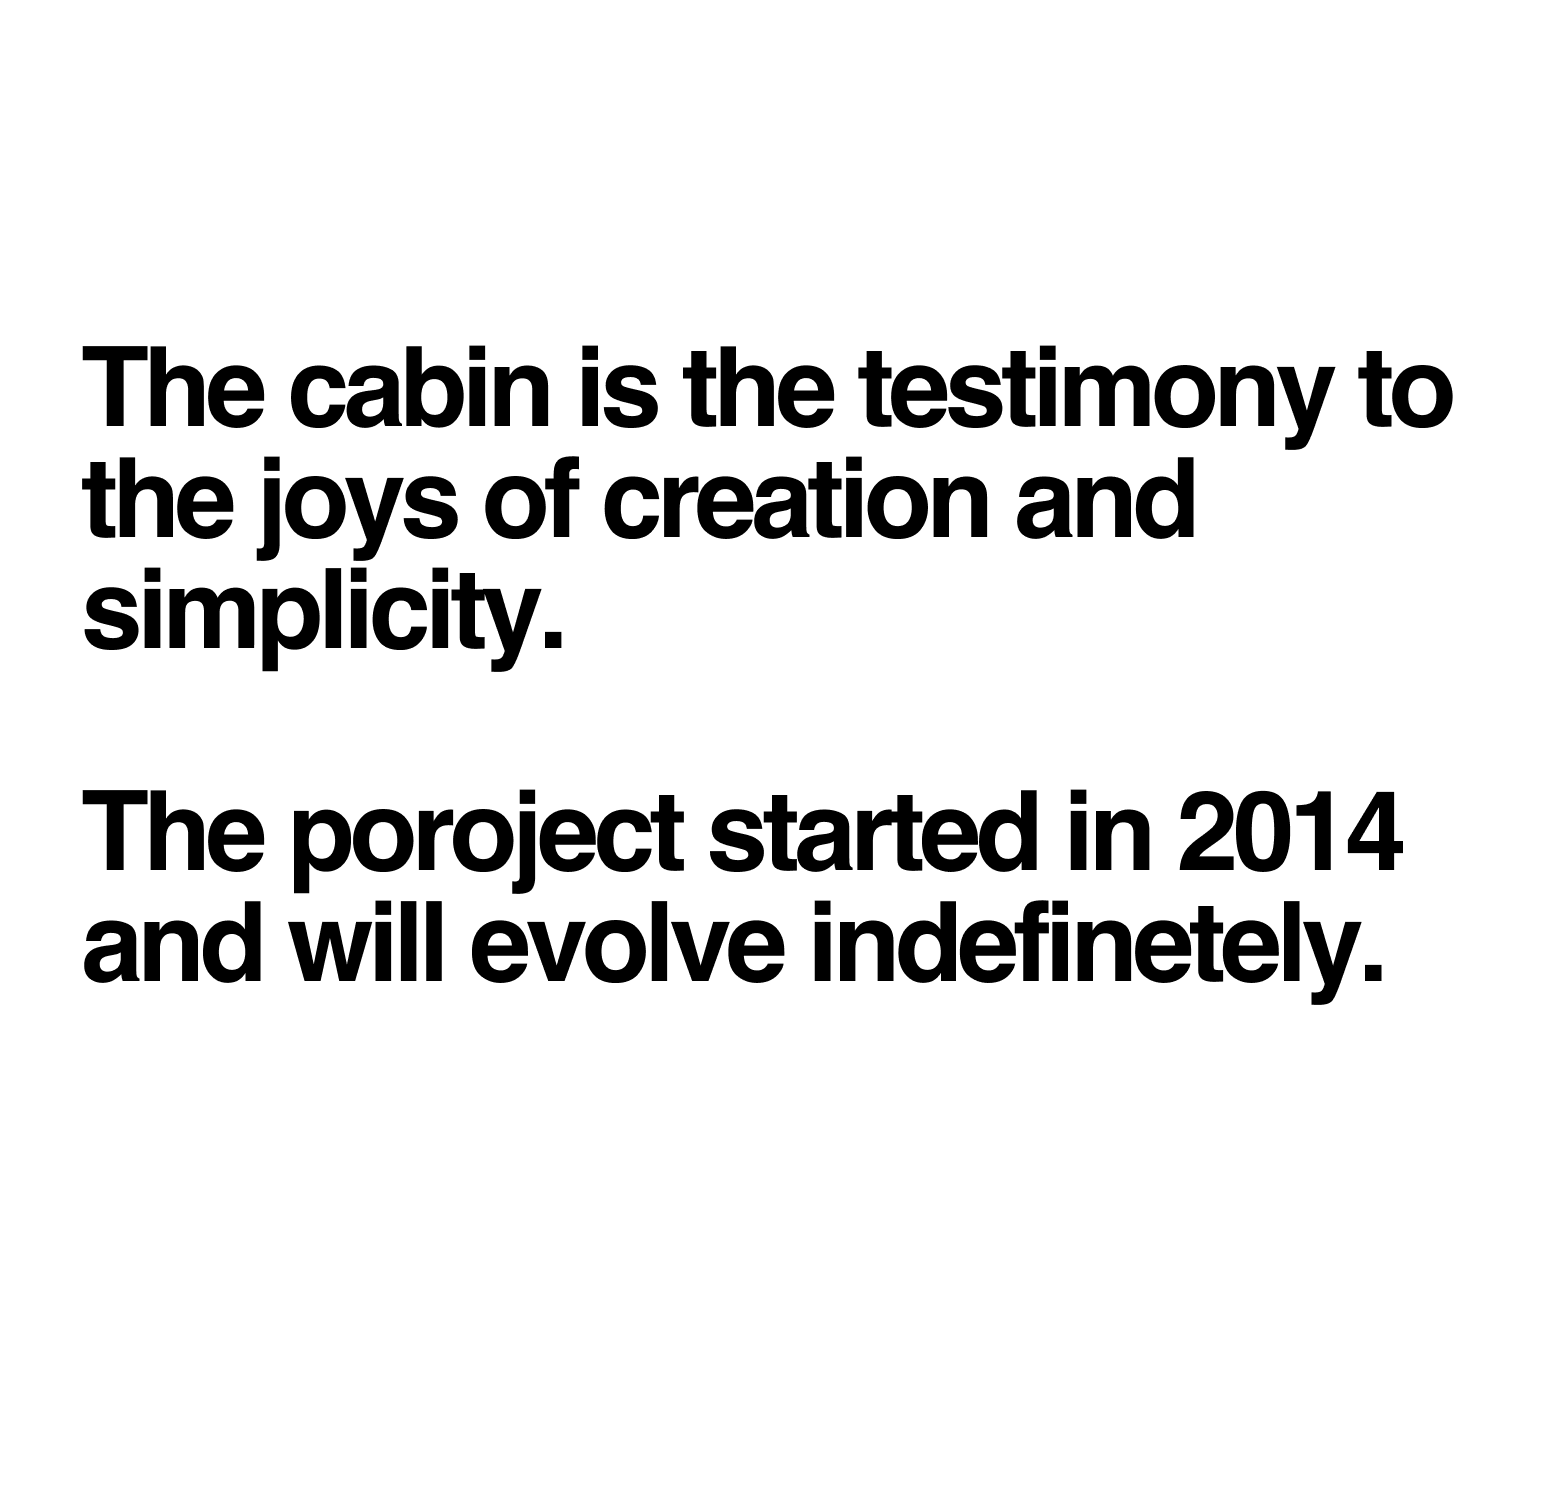 The cabin is the testimony to
the joys of creation and
simplicity.
The poroject started in 2014
and will evolve indefinetely.